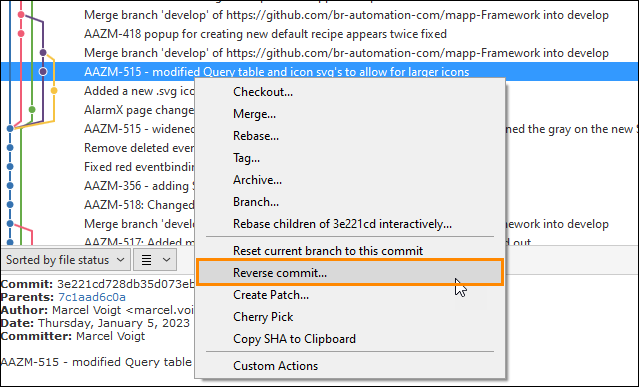 Merge branch 'develop' of https://github.com/br-automation-com/mapp-Framework into develop
AAZM-418 popup for creating new default recipe appears twice fixed
Merge branch 'develop' of https://github.com/br-automation-com/mapp-Framework into develop
AAZM-515 - modified Query table and icon svg's to allow for larger icons
Added a new .svg ico
AlarmX page change
AAZM-515 - widened ned the gray on the new S
Remove deleted even
Fixed red eventbindin
AAZM-356 - adding S
AAZM-518: Changed
Merge branch 'develop into develop
AAZM-517: Added m d out
Checkout...
Merge...
Rebase...
Tag...
Archive...
Branch...
Rebase children of 3e221cd interactively...
Reset current branch to this commit
Reverse commit...
Create Patch...
Cherry Pick
Copy SHA to Clipboard
Custom Actions
Sorted by file status
Commit: 3e221cd728db35d073eb
Parents: 7c1aad6c0a
Author: Marcel Voigt <marcel.voi
Date: Thursday, January 5, 2023
Committer: Marcel Voigt
AAZM-515 - modified Query table